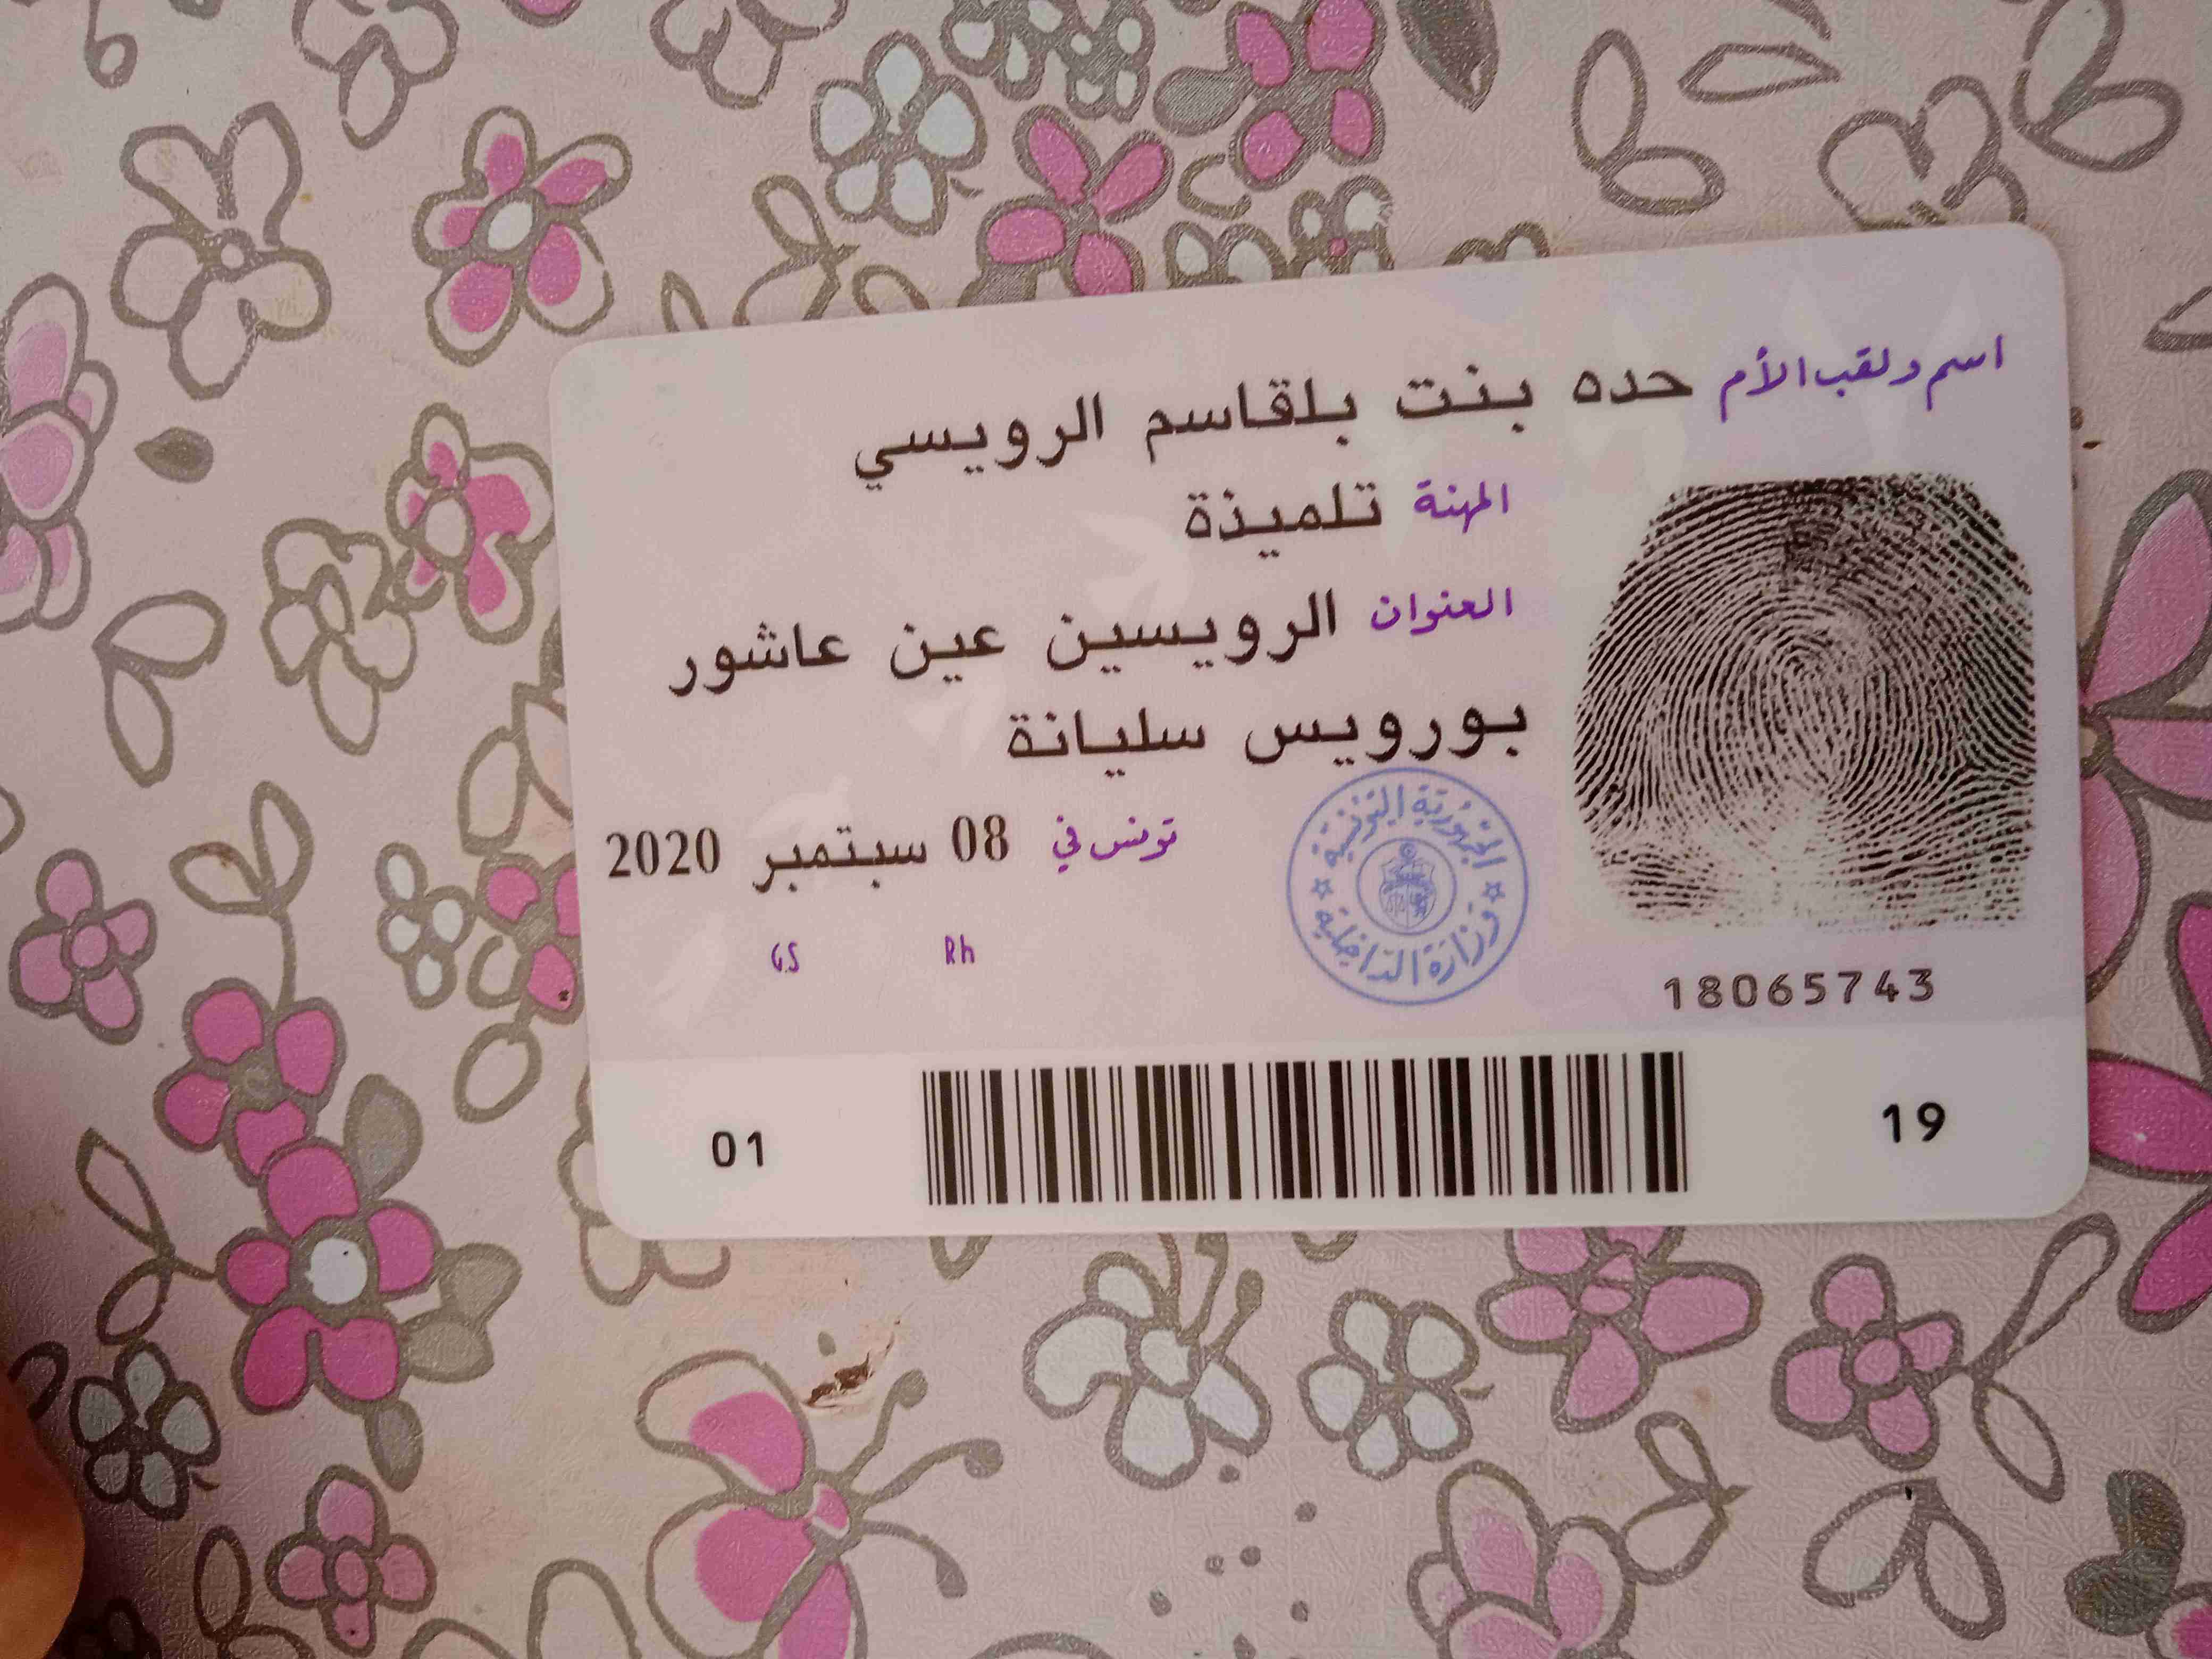 اسم ولقب الأم حده بنت بلقاسم الرويسي
المهنة تلميذة
العنوان الرويسين عين عاشور
بورويس سليانة
تونس في 08 سبتمبر 2020
الجمهورية التونسية
وزارة الداخلية
Rh GS
18065743
19 01